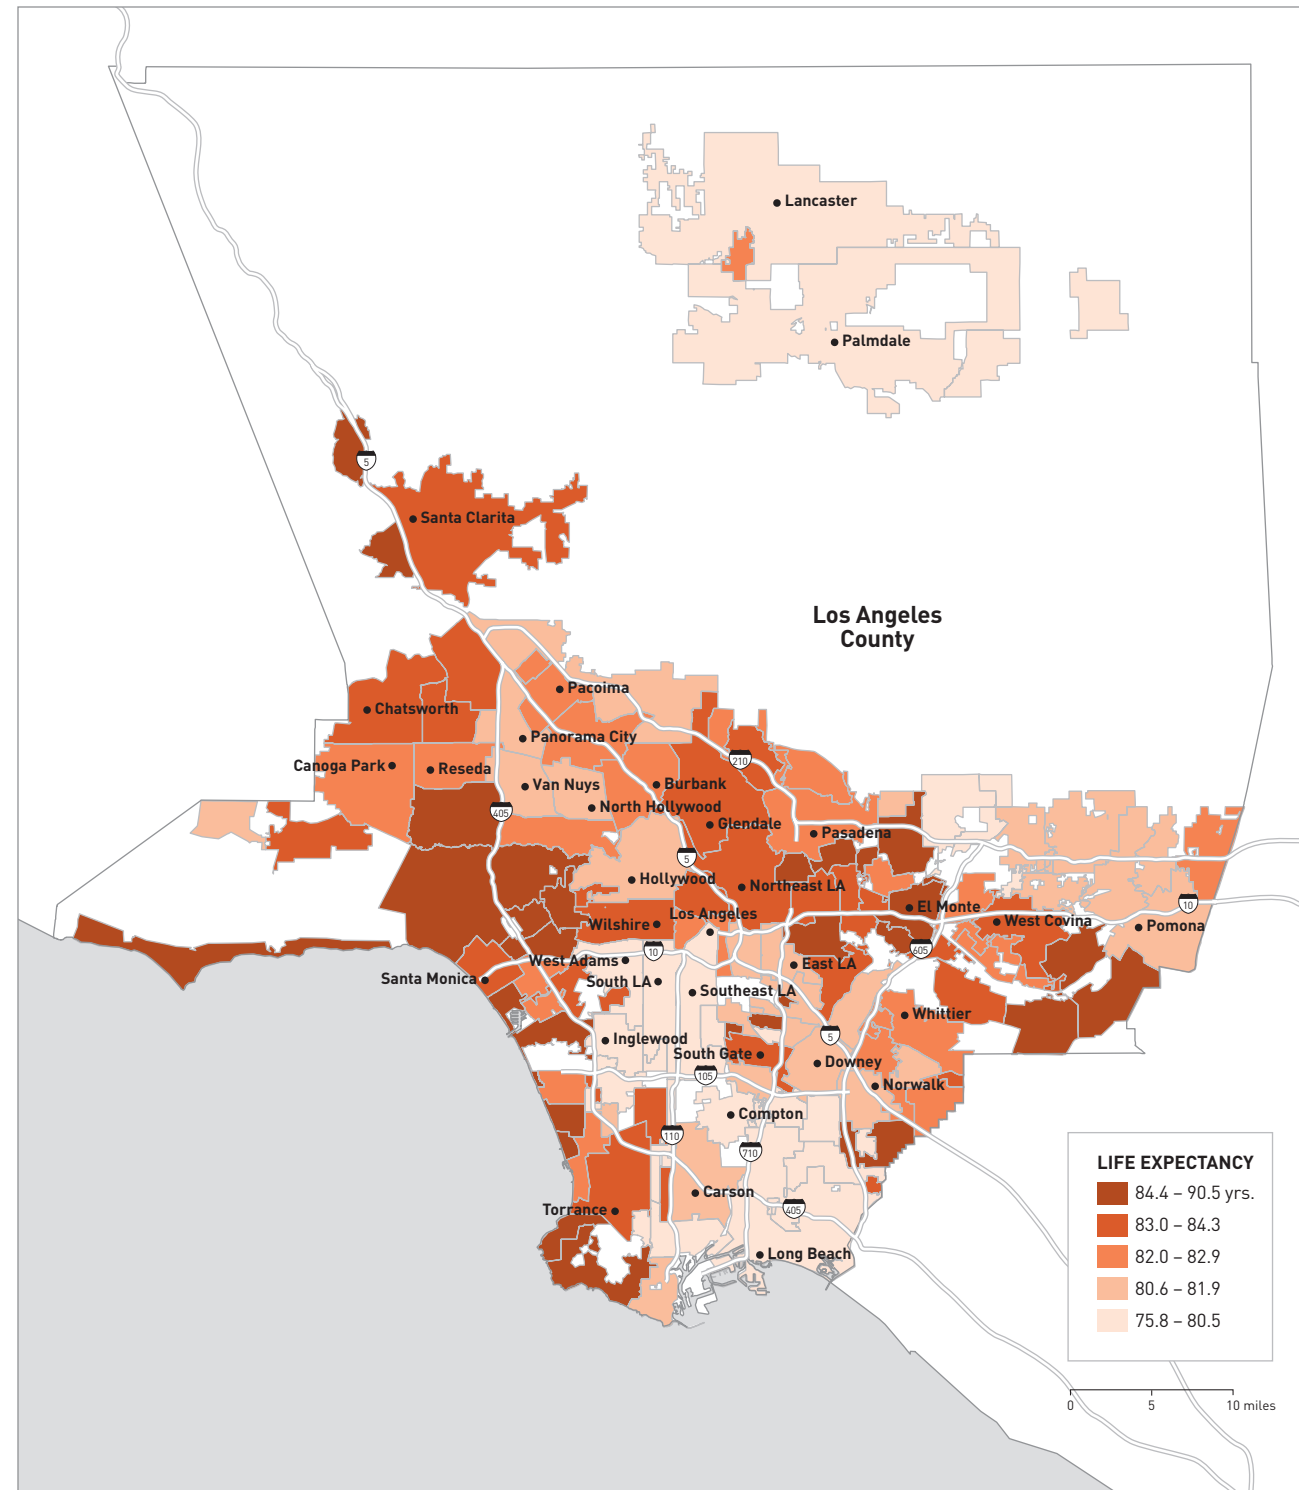 Lancaster
Palmdale
5
Santa Clarita
Los Angeles
County
Pacoima
Chatsworth
Panorama City
210
Canoga Park
Reseda
Van Nuys
Burbank
405
North Hollywood
Glendale
Pasadena
5
Hollywood
Northeast LA
10
El Monte
Wilshire
Los Angeles
West Covina
Pomona
10
605
West Adams
East LA
Santa Monica
South LA
Southeast LA
Whittier
Inglewood
5
South Gate
Downey
105
Norwalk
Compton
110
710
Carson
Torrance
405
Long Beach
LIFE EXPECTANCY
84.4 – 90.5 yrs.
83.0 – 84.3
82.0 – 82.9
80.6 – 81.9
75.8 – 80.5
0 5 10 miles